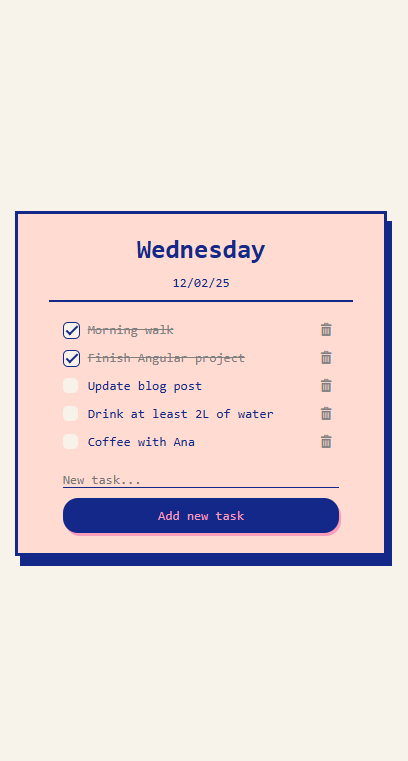 Wednesday
12/02/25
Morning walk
Finish Angular project
Update blog post
Drink at least 2L of water
Coffee with Ana
New task...
Add new task